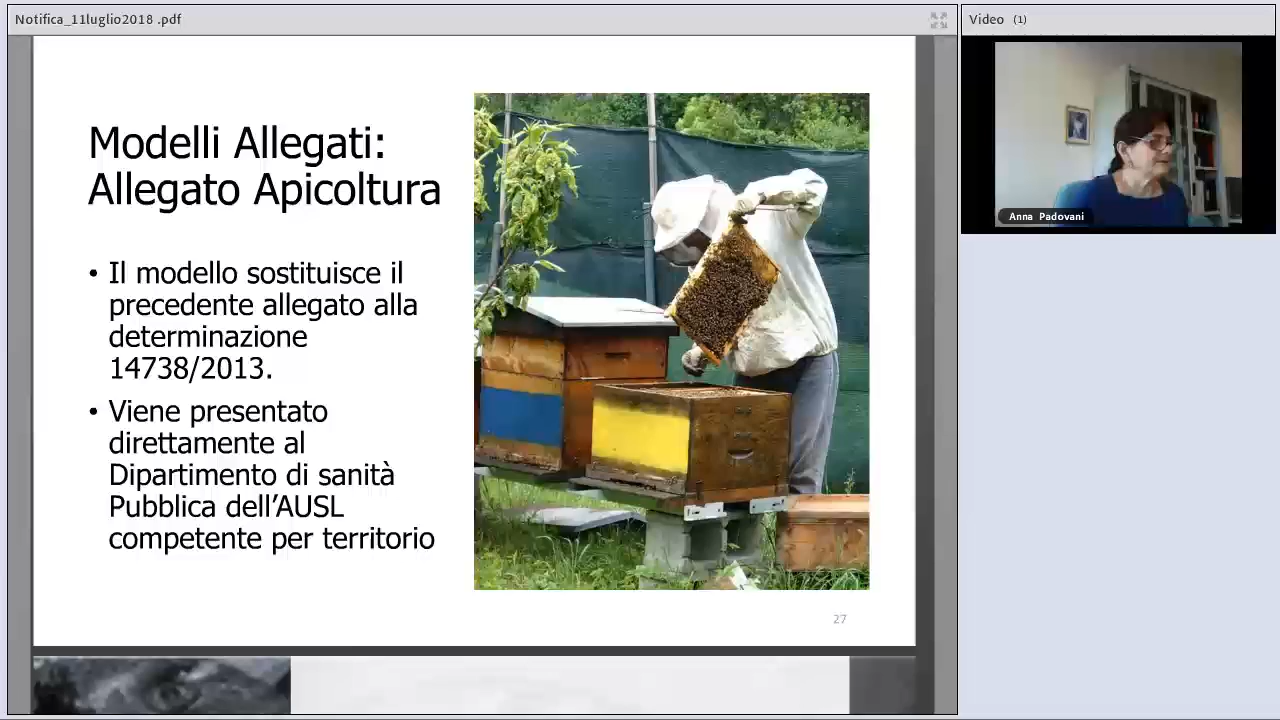 Notifica_11luglio2018 .pdf
Video (1)
Modelli Allegati:
Allegato Apicoltura
• Il modello sostituisce il
precedente allegato alla
determinazione
14738/2013.
• Viene presentato
direttamente al
Dipartimento di sanità
Pubblica dell’AUSL
competente per territorio
27
Anna Padovani